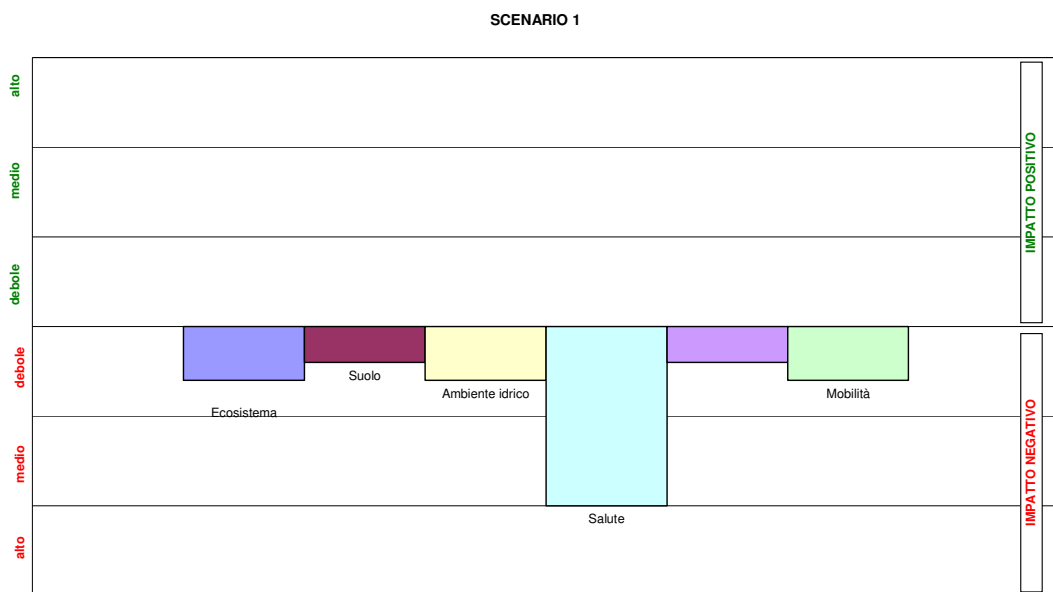 SCENARIO 1
alto
medio
debole
debole
medio
alto
IMPATTO POSITIVO
IMPATTO NEGATIVO
Suolo
Ambiente idrico
Mobilità
Ecosistema
Salute